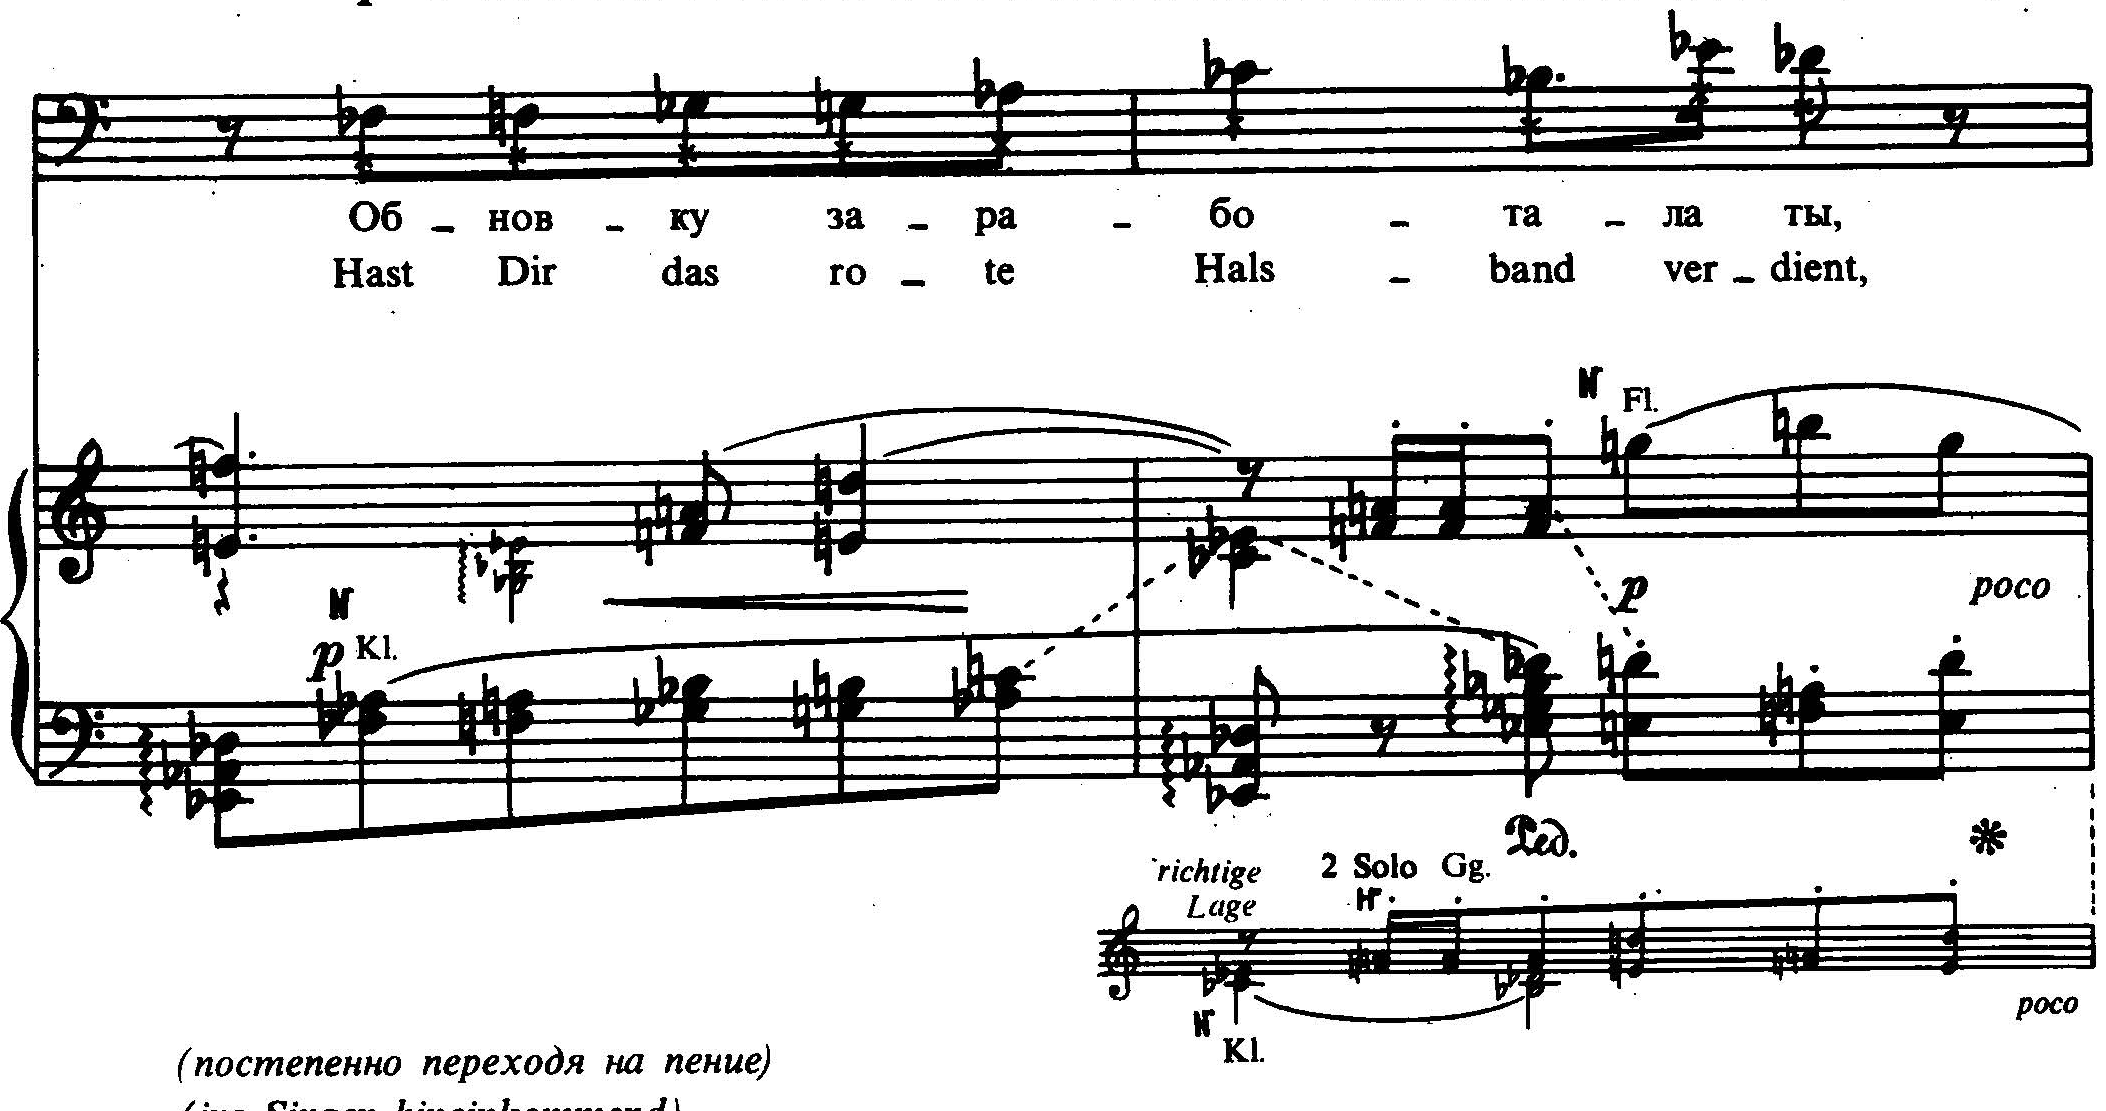 Об - нов - ку за - ра - бо - та - ла ты,
Hast Dir das ro - te Hals - band ver - dient,
Fl.
p poco
p Kl.
Ped.
richtige 2 Solo Gg.
Lage
poco
Kl.
(постепенно переходя на пение)